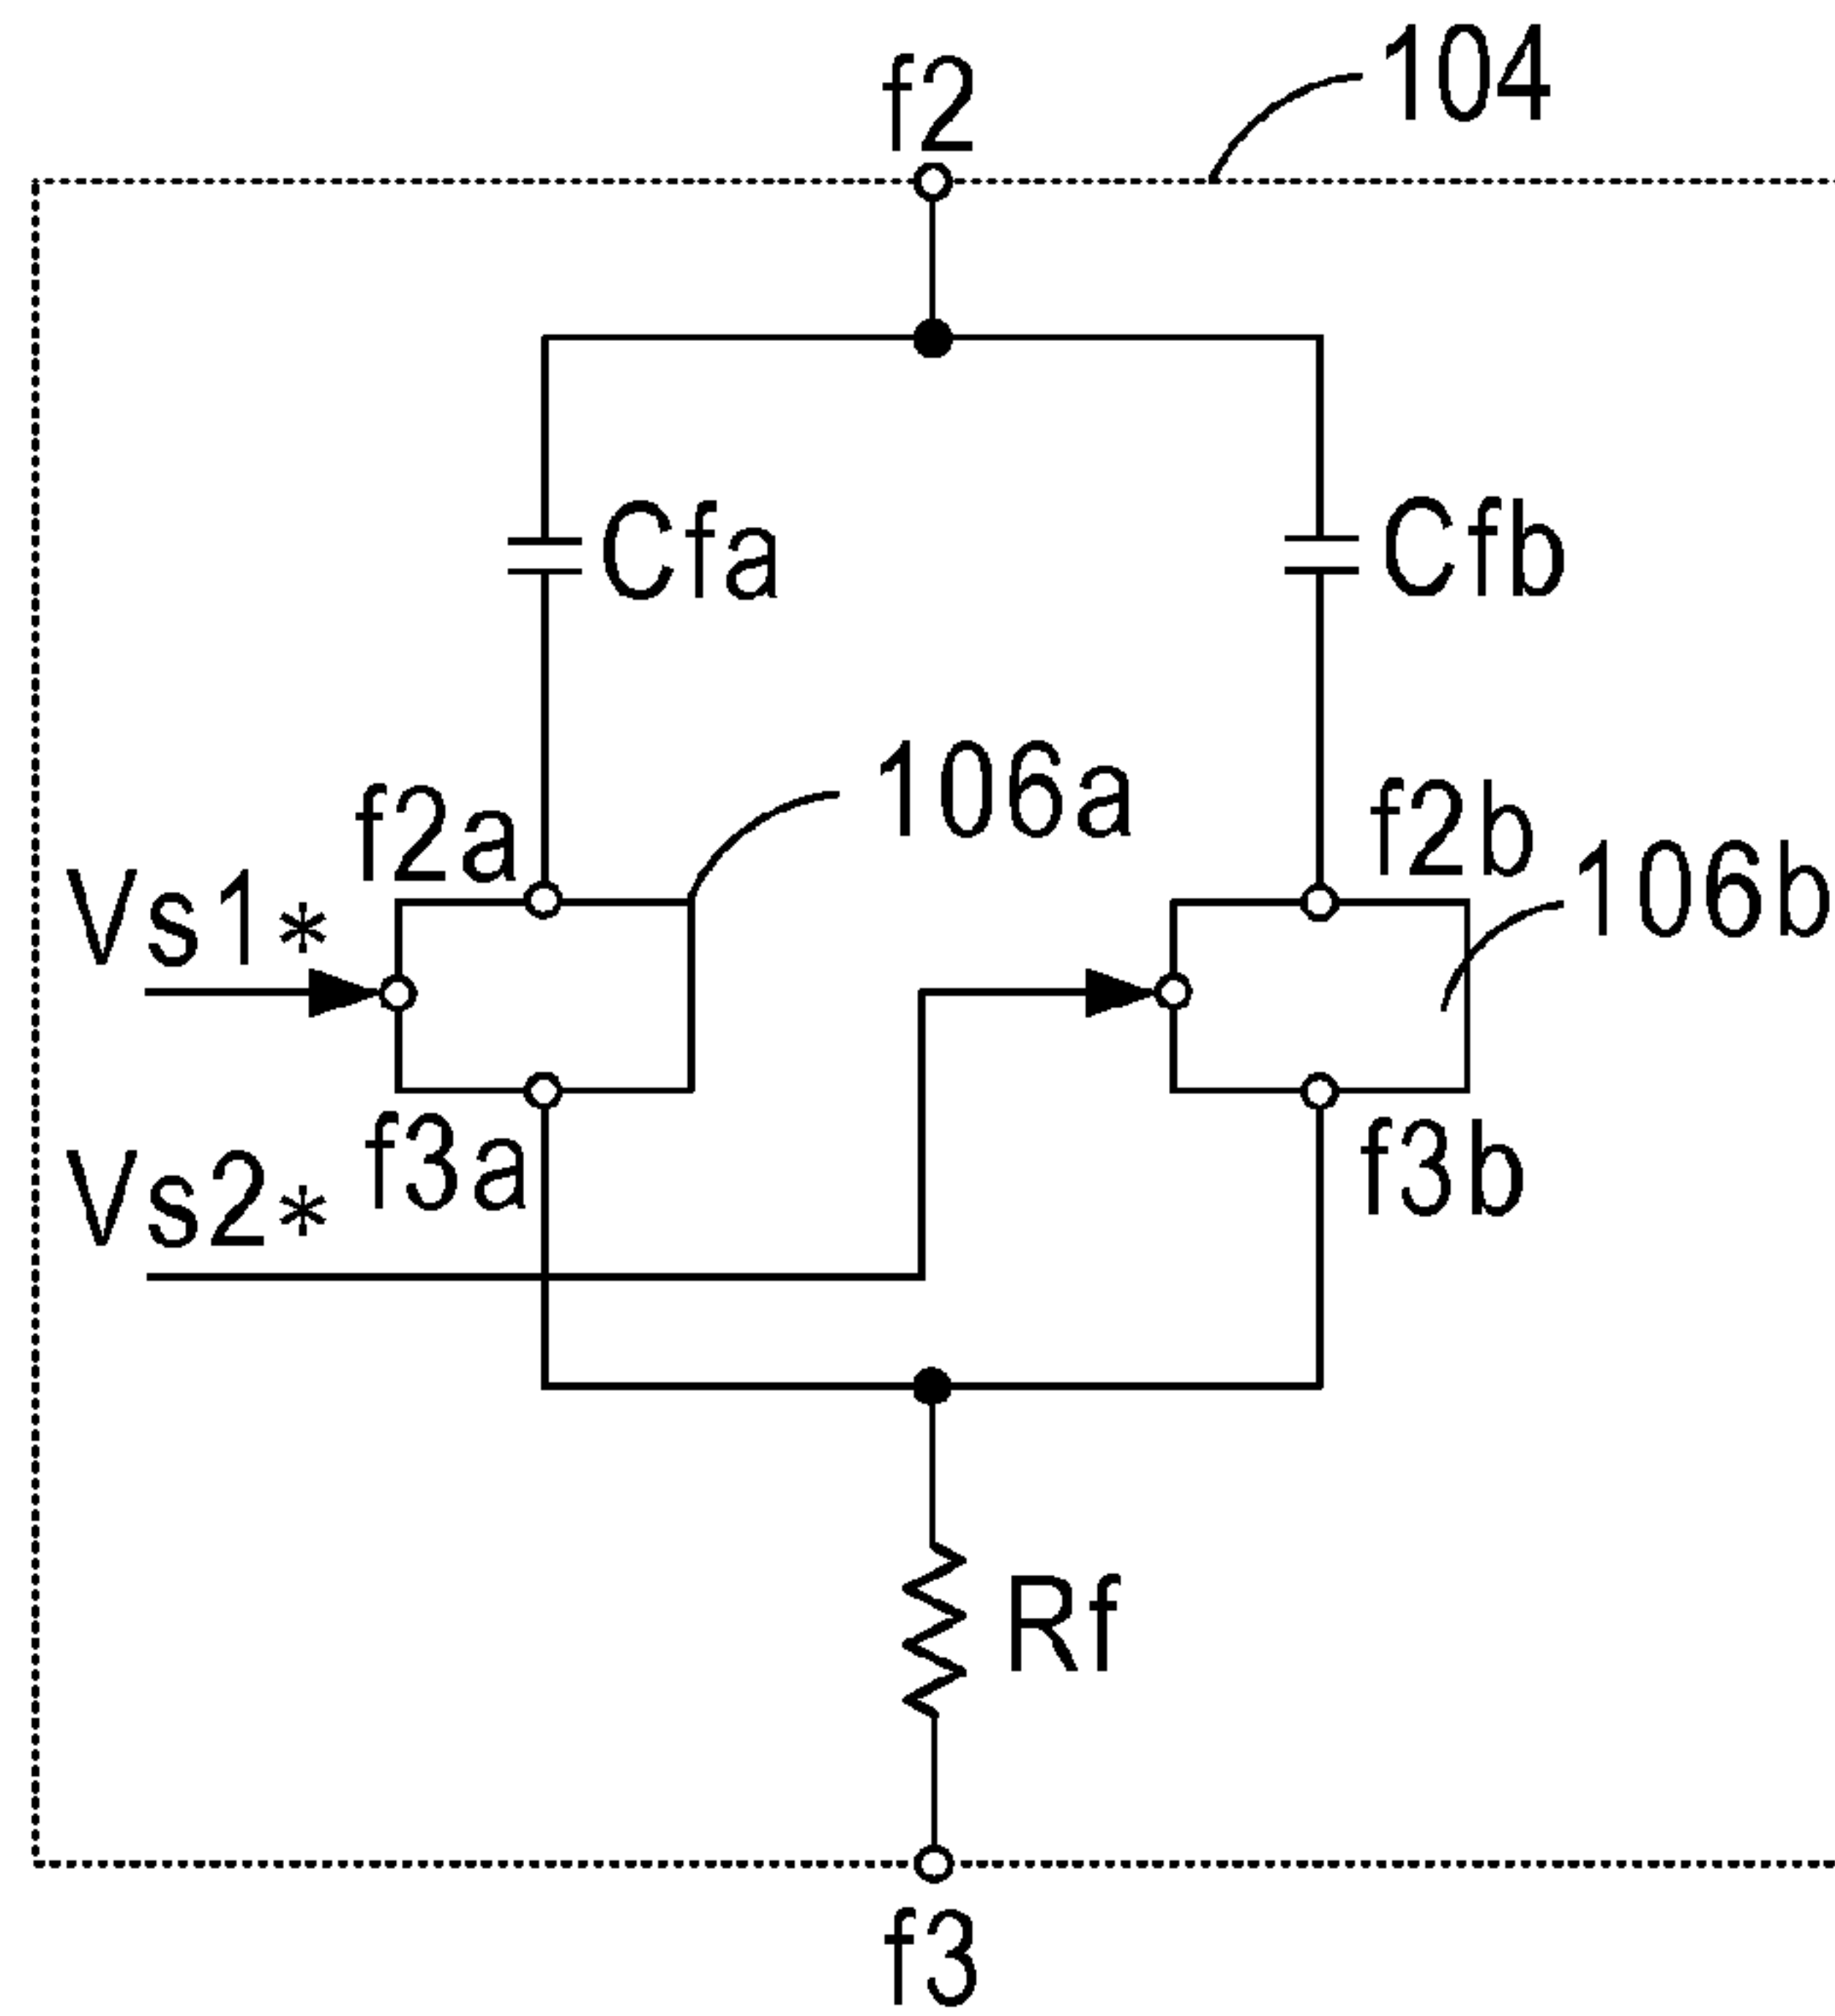 104
f2
Cfa
Cfb
106a
f2a
f2b
106b
Vs1*
f3a
f3b
Vs2*
Rf
f3